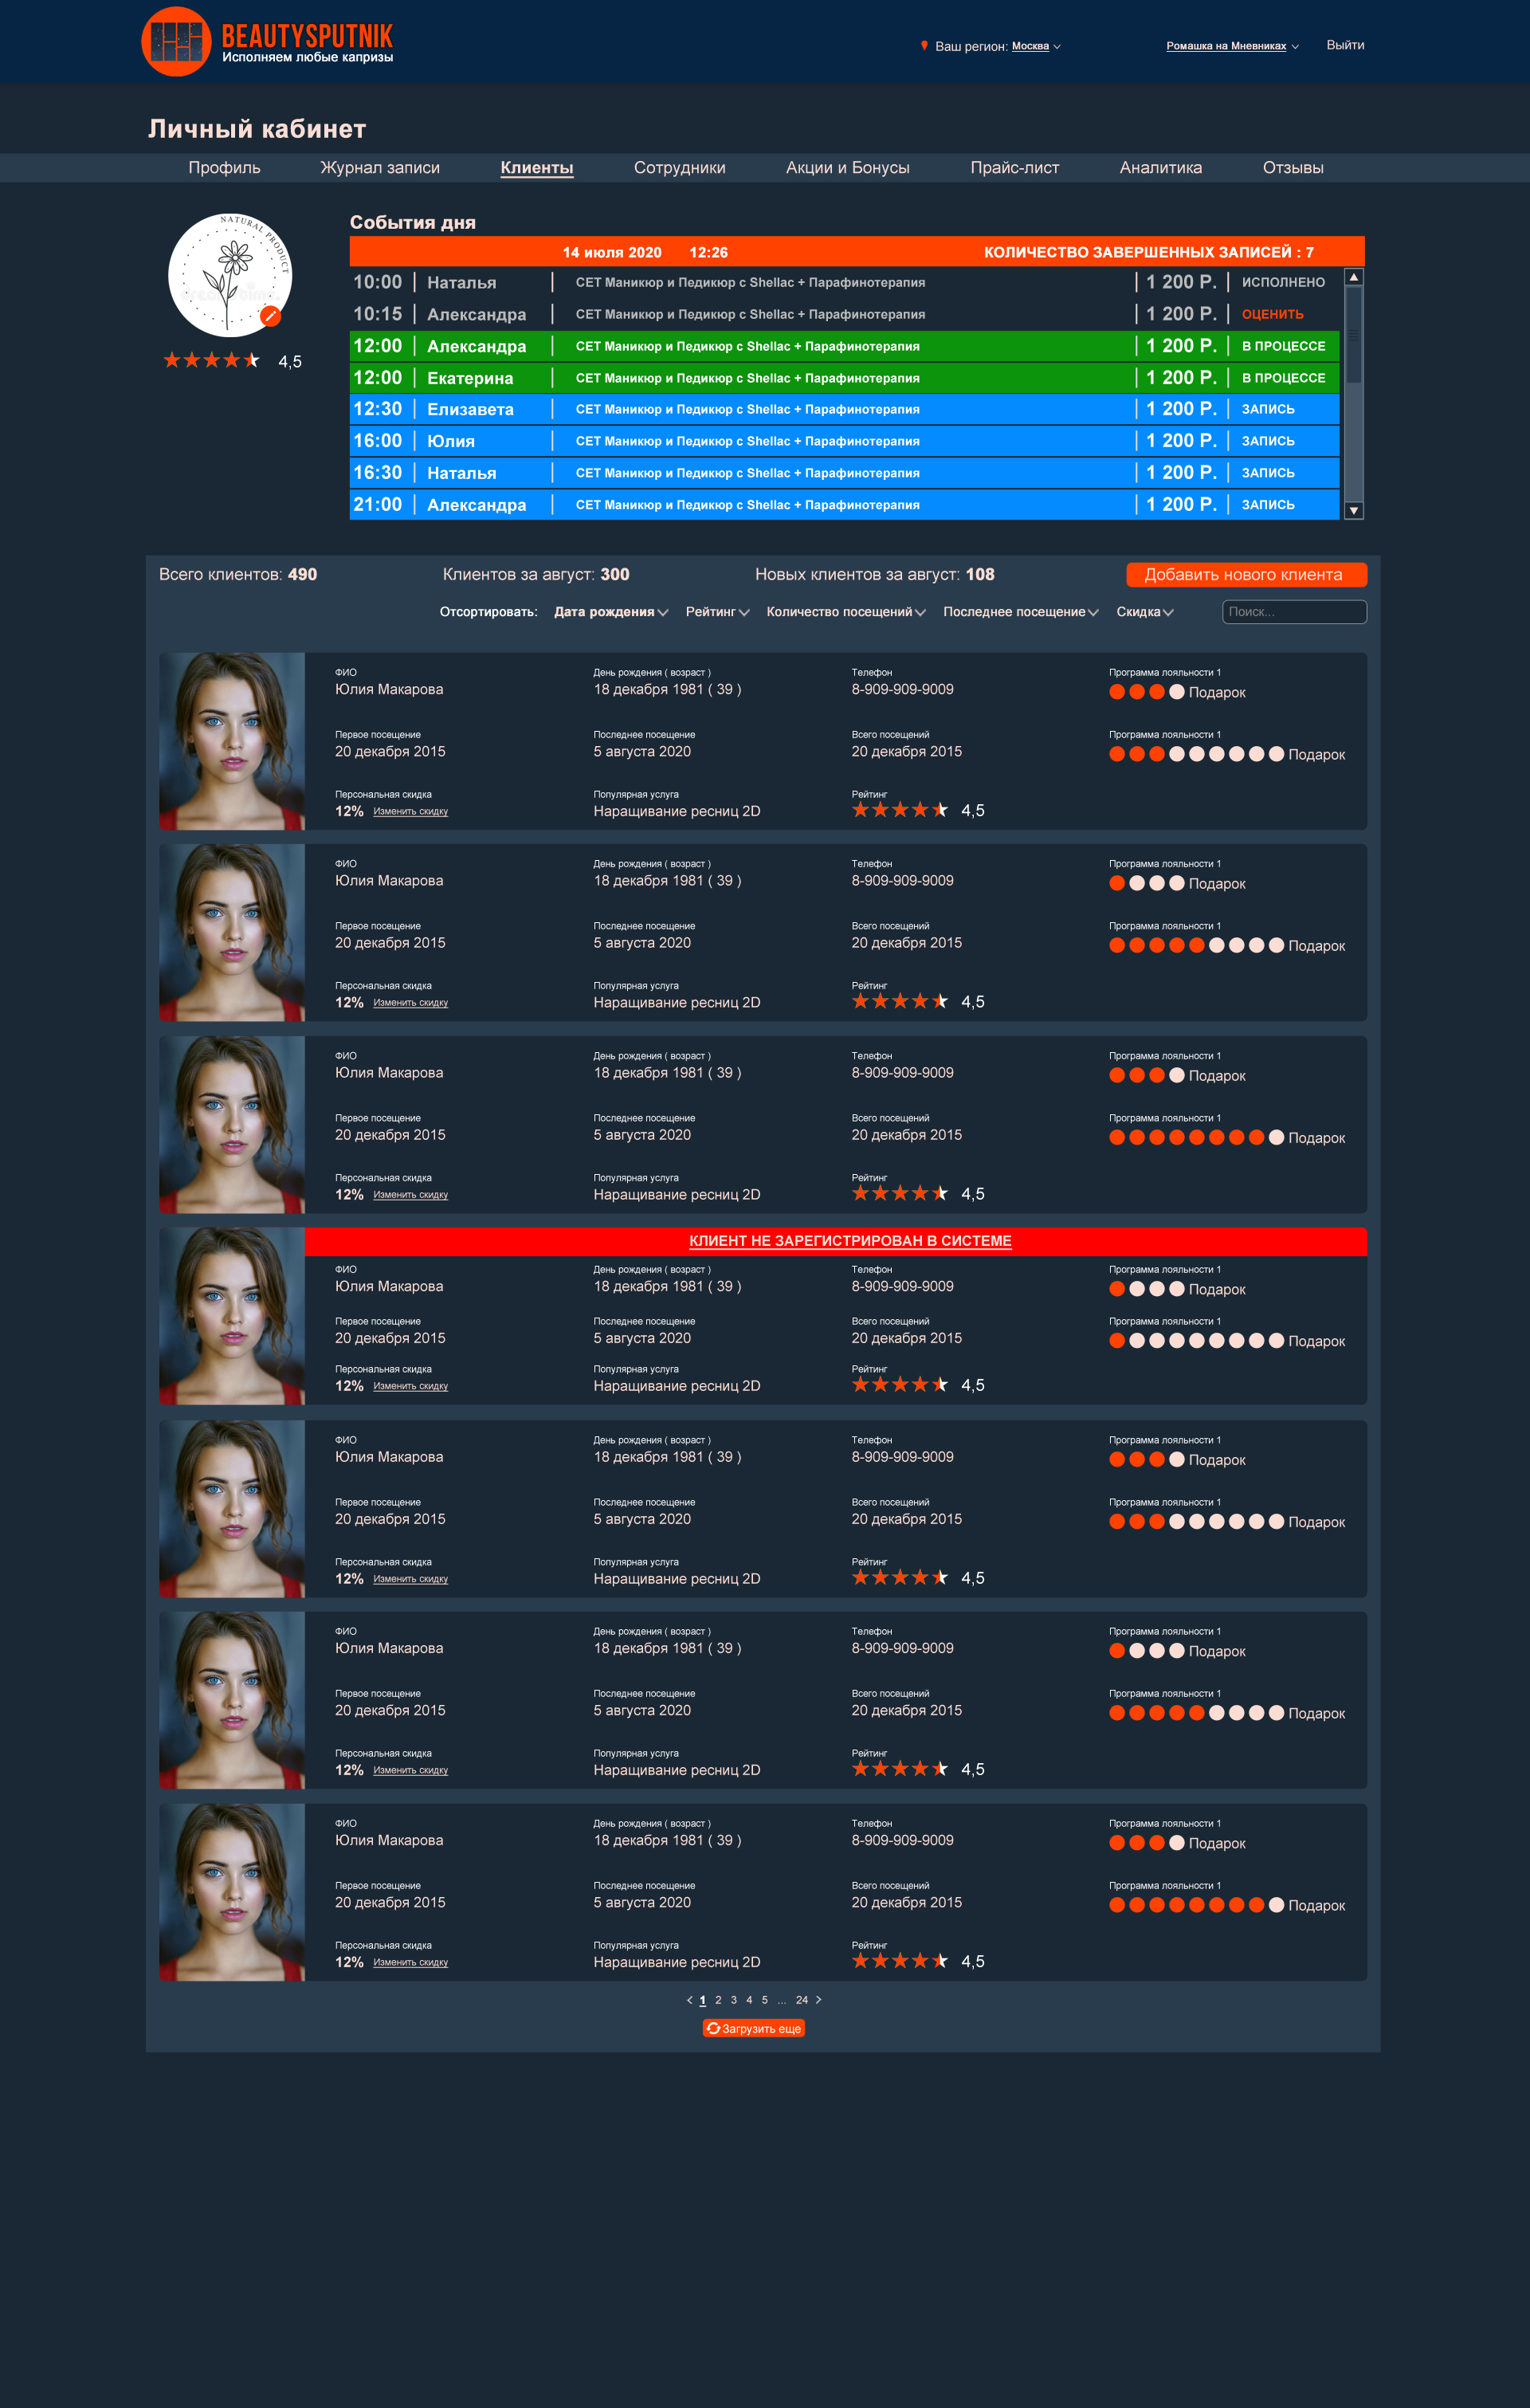 BEAUTYSPUTNIK
Исполняем любые капризы
Ваш регион: Москва
Ромашка на Мневниках
Выйти
Личный кабинет
Профиль Журнал записи Клиенты Сотрудники Акции и Бонусы Прайс-лист Аналитика Отзывы
NATURAL PRODUCT
4,5
События дня
14 июля 2020 12:26 КОЛИЧЕСТВО ЗАВЕРШЕННЫХ ЗАПИСЕЙ : 7
10:00 Наталья СЕТ Маникюр и Педикюр с Shellac + Парафинотерапия 1 200 Р. ИСПОЛНЕНО
10:15 Александра СЕТ Маникюр и Педикюр с Shellac + Парафинотерапия 1 200 Р. ОЦЕНИТЬ
12:00 Александра СЕТ Маникюр и Педикюр с Shellac + Парафинотерапия 1 200 Р. В ПРОЦЕССЕ
12:00 Екатерина СЕТ Маникюр и Педикюр с Shellac + Парафинотерапия 1 200 Р. В ПРОЦЕССЕ
12:30 Елизавета СЕТ Маникюр и Педикюр с Shellac + Парафинотерапия 1 200 Р. ЗАПИСЬ
16:00 Юлия СЕТ Маникюр и Педикюр с Shellac + Парафинотерапия 1 200 Р. ЗАПИСЬ
16:30 Наталья СЕТ Маникюр и Педикюр с Shellac + Парафинотерапия 1 200 Р. ЗАПИСЬ
21:00 Александра СЕТ Маникюр и Педикюр с Shellac + Парафинотерапия 1 200 Р. ЗАПИСЬ
Всего клиентов: 490 Клиентов за август: 300 Новых клиентов за август: 108 Добавить нового клиента
Отсортировать: Дата рождения Рейтинг Количество посещений Последнее посещение Скидка Поиск...
ФИО День рождения ( возраст ) Телефон Программа лояльности 1
Юлия Макарова 18 декабря 1981 ( 39 ) 8-909-909-9009 Подарок
Первое посещение Последнее посещение Всего посещений Программа лояльности 1
20 декабря 2015 5 августа 2020 20 декабря 2015 Подарок
Персональная скидка Популярная услуга Рейтинг
12% Изменить скидку Наращивание ресниц 2D 4,5
ФИО День рождения ( возраст ) Телефон Программа лояльности 1
Юлия Макарова 18 декабря 1981 ( 39 ) 8-909-909-9009 Подарок
Первое посещение Последнее посещение Всего посещений Программа лояльности 1
20 декабря 2015 5 августа 2020 20 декабря 2015 Подарок
Персональная скидка Популярная услуга Рейтинг
12% Изменить скидку Наращивание ресниц 2D 4,5
ФИО День рождения ( возраст ) Телефон Программа лояльности 1
Юлия Макарова 18 декабря 1981 ( 39 ) 8-909-909-9009 Подарок
Первое посещение Последнее посещение Всего посещений Программа лояльности 1
20 декабря 2015 5 августа 2020 20 декабря 2015 Подарок
Персональная скидка Популярная услуга Рейтинг
12% Изменить скидку Наращивание ресниц 2D 4,5
КЛИЕНТ НЕ ЗАРЕГИСТРИРОВАН В СИСТЕМЕ
ФИО День рождения ( возраст ) Телефон Программа лояльности 1
Юлия Макарова 18 декабря 1981 ( 39 ) 8-909-909-9009 Подарок
Первое посещение Последнее посещение Всего посещений Программа лояльности 1
20 декабря 2015 5 августа 2020 20 декабря 2015 Подарок
Персональная скидка Популярная услуга Рейтинг
12% Изменить скидку Наращивание ресниц 2D 4,5
ФИО День рождения ( возраст ) Телефон Программа лояльности 1
Юлия Макарова 18 декабря 1981 ( 39 ) 8-909-909-9009 Подарок
Первое посещение Последнее посещение Всего посещений Программа лояльности 1
20 декабря 2015 5 августа 2020 20 декабря 2015 Подарок
Персональная скидка Популярная услуга Рейтинг
12% Изменить скидку Наращивание ресниц 2D 4,5
ФИО День рождения ( возраст ) Телефон Программа лояльности 1
Юлия Макарова 18 декабря 1981 ( 39 ) 8-909-909-9009 Подарок
Первое посещение Последнее посещение Всего посещений Программа лояльности 1
20 декабря 2015 5 августа 2020 20 декабря 2015 Подарок
Персональная скидка Популярная услуга Рейтинг
12% Изменить скидку Наращивание ресниц 2D 4,5
ФИО День рождения ( возраст ) Телефон Программа лояльности 1
Юлия Макарова 18 декабря 1981 ( 39 ) 8-909-909-9009 Подарок
Первое посещение Последнее посещение Всего посещений Программа лояльности 1
20 декабря 2015 5 августа 2020 20 декабря 2015 Подарок
Персональная скидка Популярная услуга Рейтинг
12% Изменить скидку Наращивание ресниц 2D 4,5
< 1 2 3 4 5 ... 24 >
Загрузить еще